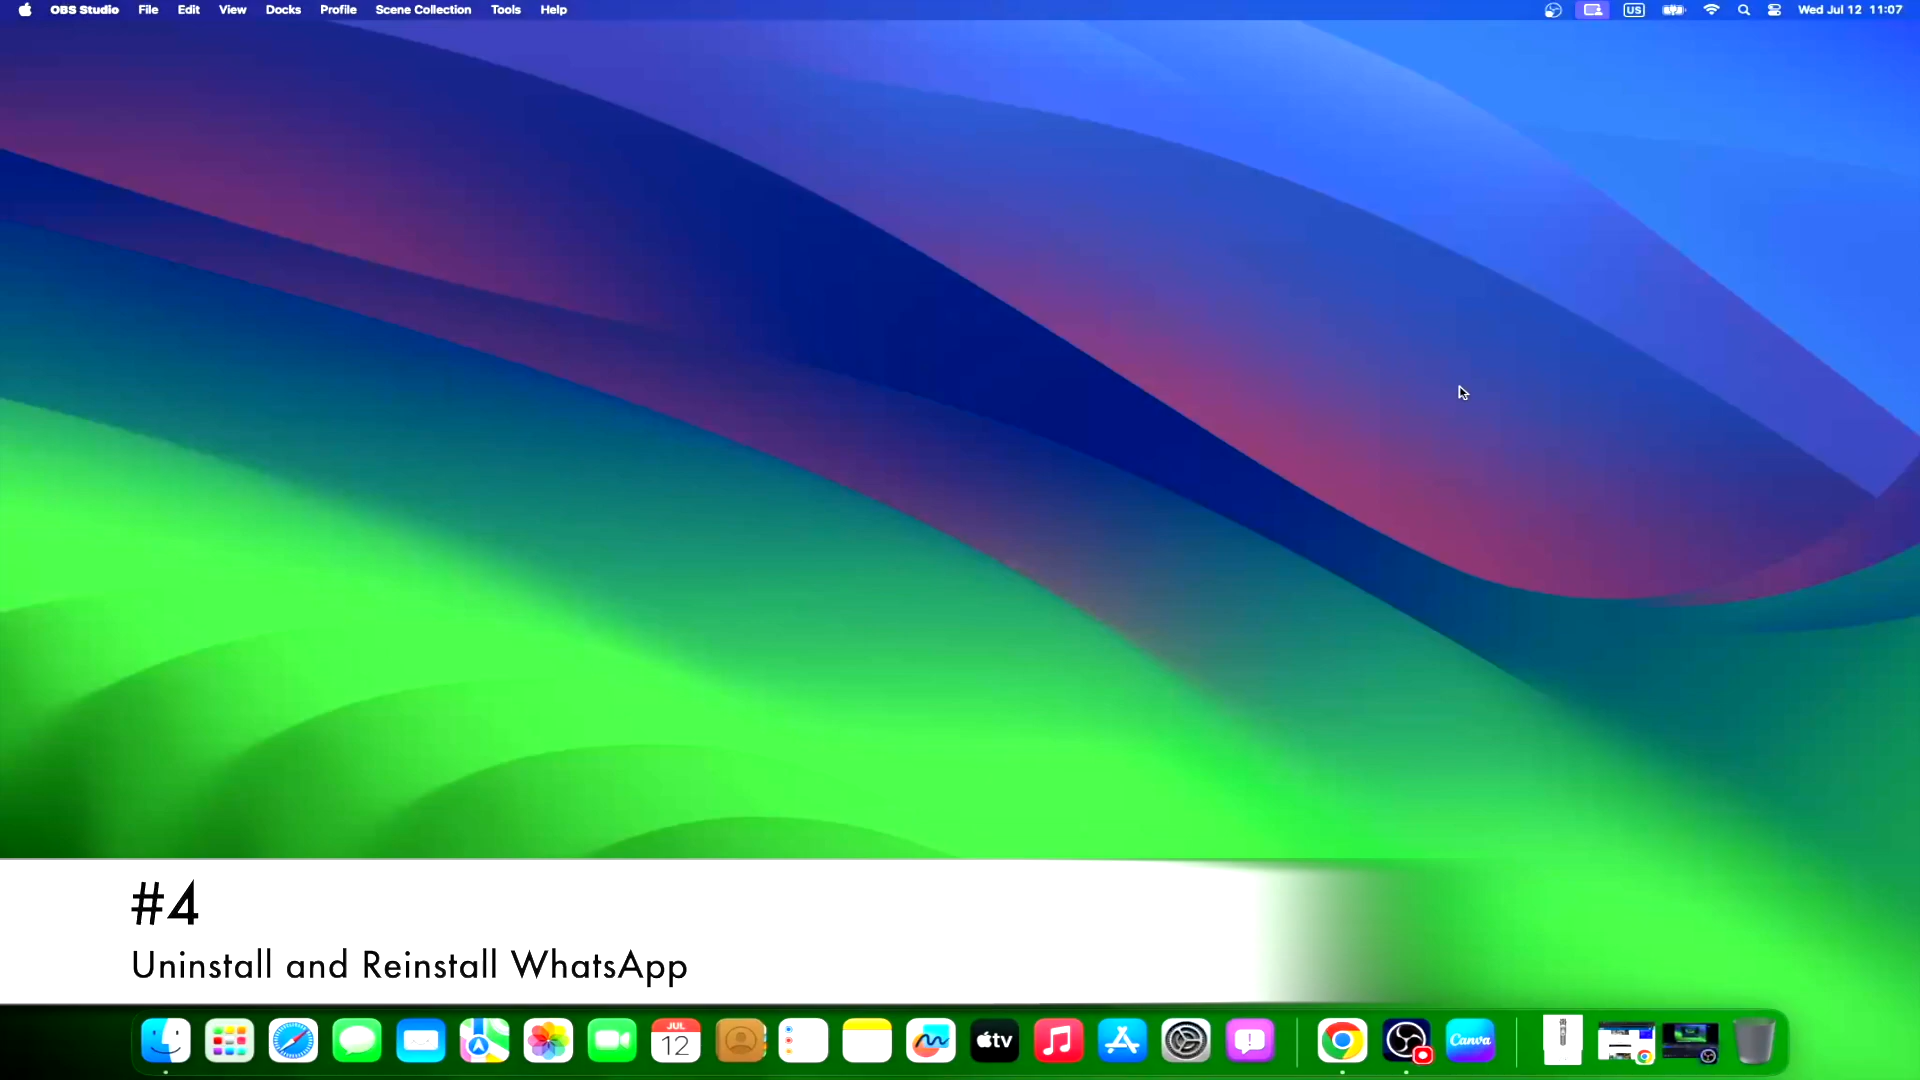 OBS Studio File Edit View Docks Profile Scene Collection Tools Help US Wed Jul 12 11:07
#4
Uninstall and Reinstall WhatsApp
JUL
12
tv
Canva